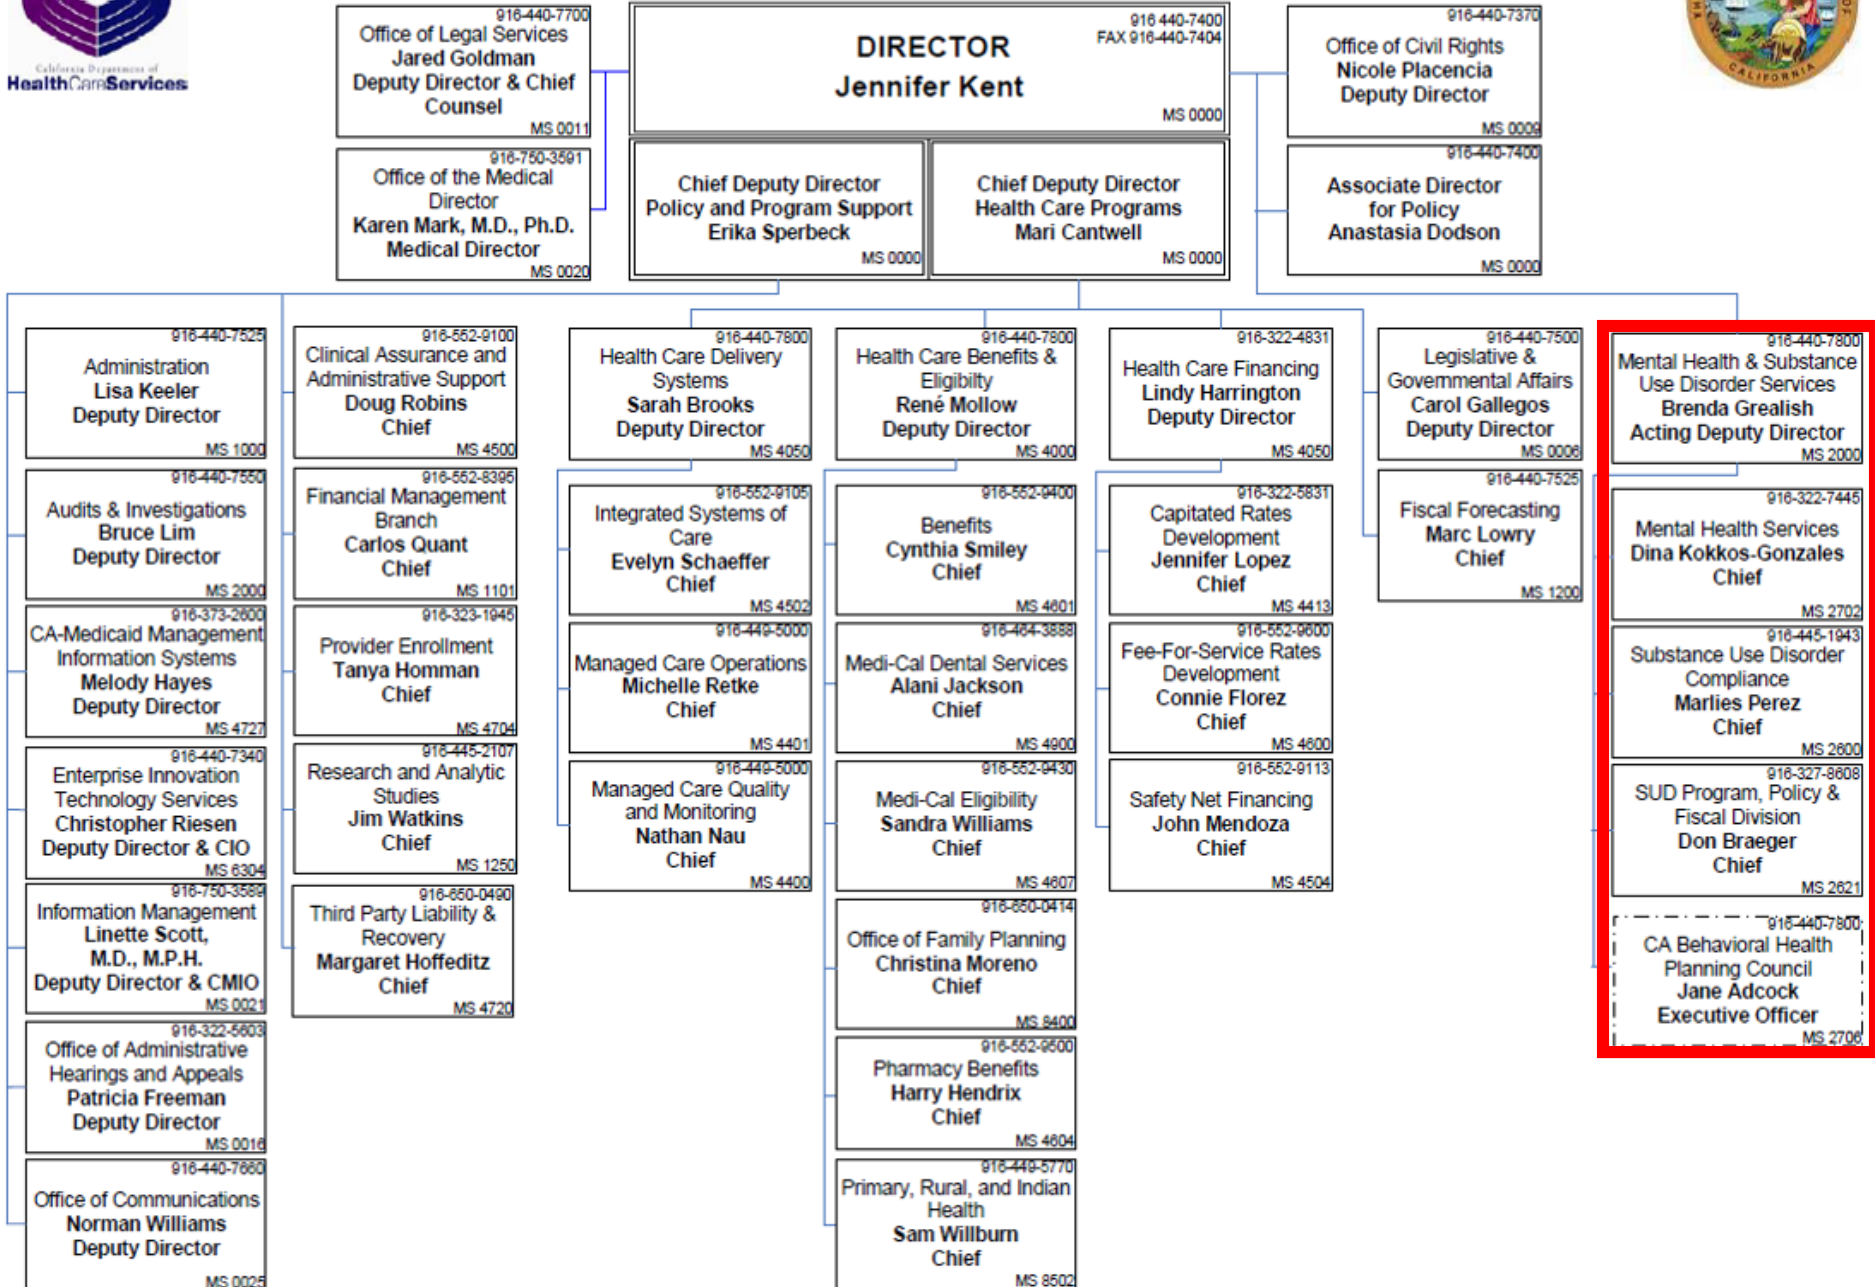 California Department of
HealthCareServices
916-440-7700
Office of Legal Services
Jared Goldman
Deputy Director & Chief
Counsel
MS 0011
916-750-3591
Office of the Medical
Director
Karen Mark, M.D., Ph.D.
Medical Director
MS 0020
916 440-7400
FAX 916-440-7404
DIRECTOR
Jennifer Kent
MS 0000
Chief Deputy Director
Policy and Program Support
Erika Sperbeck
MS 0000
Chief Deputy Director
Health Care Programs
Mari Cantwell
MS 0000
916-440-7370
Office of Civil Rights
Nicole Placencia
Deputy Director
MS 0009
916-440-7400
Associate Director
for Policy
Anastasia Dodson
MS 0000
CALIFORNIA
916-440-7525
Administration
Lisa Keeler
Deputy Director
MS 1000
916-440-7550
Audits & Investigations
Bruce Lim
Deputy Director
MS 2000
916-373-2600
CA-Medicaid Management
Information Systems
Melody Hayes
Deputy Director
MS 4727
916-440-7340
Enterprise Innovation
Technology Services
Christopher Riesen
Deputy Director & CIO
MS 6304
916-750-3589
Information Management
Linette Scott,
M.D., M.P.H.
Deputy Director & CMIO
MS 0021
916-322-5603
Office of Administrative
Hearings and Appeals
Patricia Freeman
Deputy Director
MS 0016
916-440-7660
Office of Communications
Norman Williams
Deputy Director
MS 0025
916-552-9100
Clinical Assurance and
Administrative Support
Doug Robins
Chief
MS 4500
916-552-8395
Financial Management
Branch
Carlos Quant
Chief
MS 1101
916-323-1945
Provider Enrollment
Tanya Homman
Chief
MS 4704
916-445-2107
Research and Analytic
Studies
Jim Watkins
Chief
MS 1250
916-650-0490
Third Party Liability &
Recovery
Margaret Hoffeditz
Chief
MS 4720
916-440-7800
Health Care Delivery
Systems
Sarah Brooks
Deputy Director
MS 4050
916-552-9105
Integrated Systems of
Care
Evelyn Schaeffer
Chief
MS 4502
916-449-5000
Managed Care Operations
Michelle Retke
Chief
MS 4401
916-449-5000
Managed Care Quality
and Monitoring
Nathan Nau
Chief
MS 4400
916-440-7800
Health Care Benefits &
Eligibilty
René Mollow
Deputy Director
MS 4000
916-552-9400
Benefits
Cynthia Smiley
Chief
MS 4601
916-464-3888
Medi-Cal Dental Services
Alani Jackson
Chief
MS 4900
916-552-9430
Medi-Cal Eligibility
Sandra Williams
Chief
MS 4607
916-650-0414
Office of Family Planning
Christina Moreno
Chief
MS 8400
916-552-9500
Pharmacy Benefits
Harry Hendrix
Chief
MS 4604
916-449-5770
Primary, Rural, and Indian
Health
Sam Willburn
Chief
MS 8502
916-322-4831
Health Care Financing
Lindy Harrington
Deputy Director
MS 4050
916-322-5831
Capitated Rates
Development
Jennifer Lopez
Chief
MS 4413
916-552-9600
Fee-For-Service Rates
Development
Connie Florez
Chief
MS 4600
916-552-9113
Safety Net Financing
John Mendoza
Chief
MS 4504
916-440-7500
Legislative &
Governmental Affairs
Carol Gallegos
Deputy Director
MS 0006
916-440-7525
Fiscal Forecasting
Marc Lowry
Chief
MS 1200
916-440-7800
Mental Health & Substance
Use Disorder Services
Brenda Grealish
Acting Deputy Director
MS 2000
916-322-7445
Mental Health Services
Dina Kokkos-Gonzales
Chief
MS 2702
916-445-1943
Substance Use Disorder
Compliance
Marlies Perez
Chief
MS 2600
916-327-8608
SUD Program, Policy &
Fiscal Division
Don Braeger
Chief
MS 2621
916-440-7800
CA Behavioral Health
Planning Council
Jane Adcock
Executive Officer
MS 2706